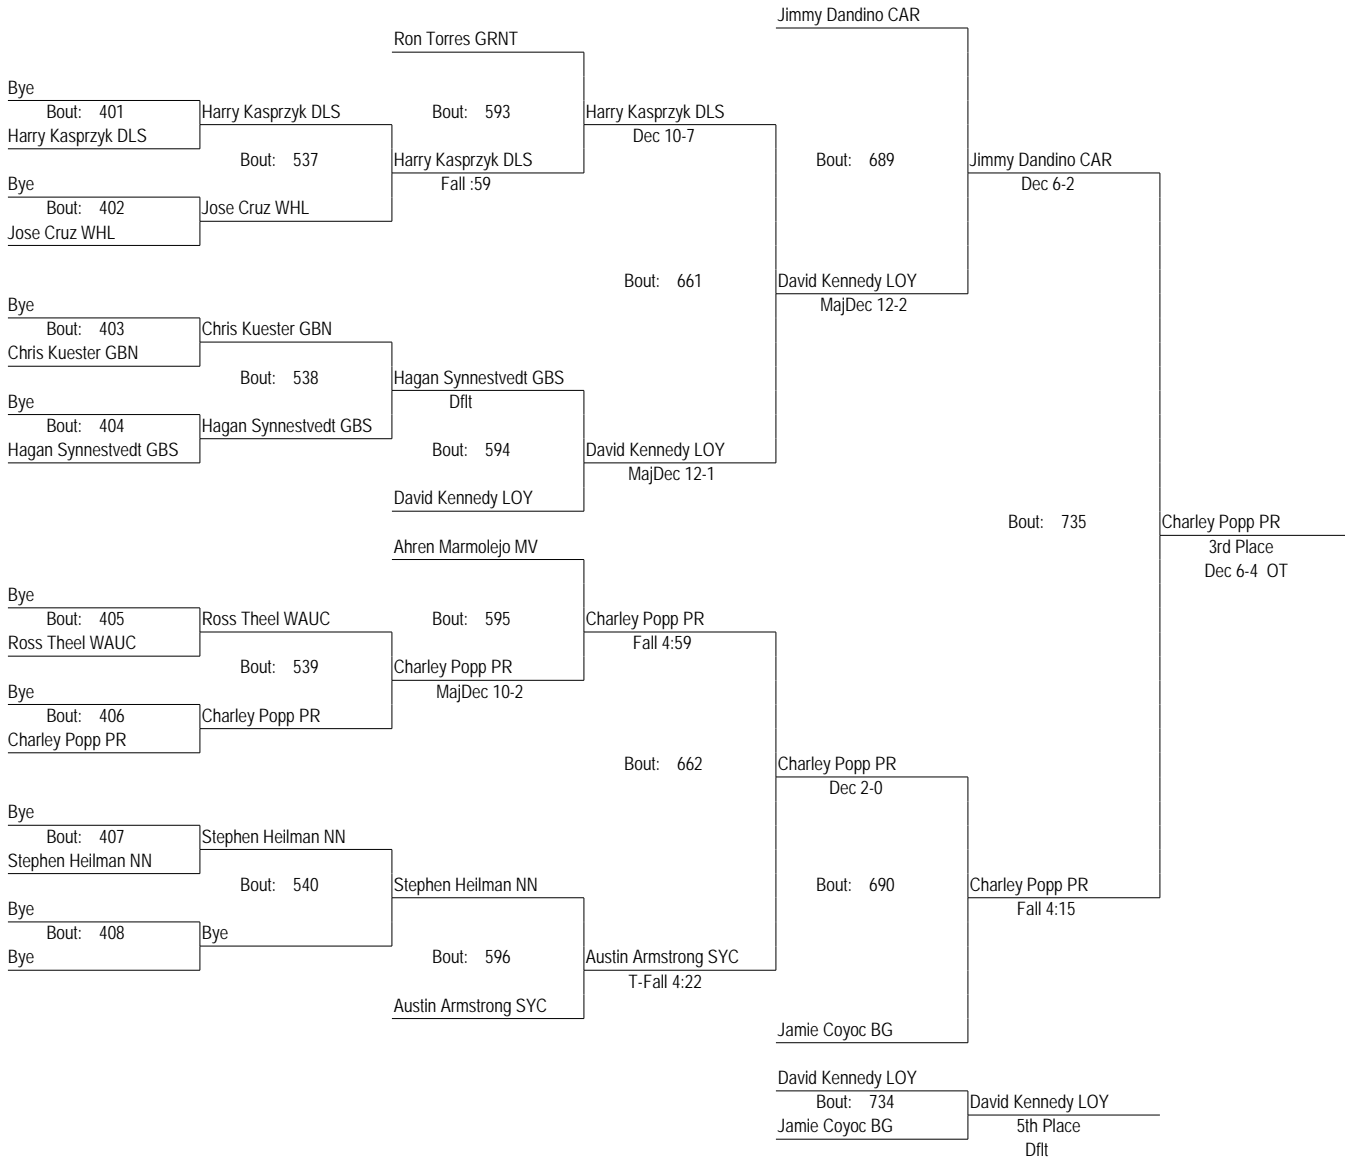 Jimmy Dandino CAR
Ron Torres GRNT
Bye
Bout: 401
Harry Kasprzyk DLS
Harry Kasprzyk DLS
Bout: 593
Harry Kasprzyk DLS
Dec 10-7
Bout: 537
Harry Kasprzyk DLS
Fall :59
Bout: 689
Jimmy Dandino CAR
Dec 6-2
Bye
Bout: 402
Jose Cruz WHL
Jose Cruz WHL
Bout: 661
David Kennedy LOY
MajDec 12-2
Bye
Bout: 403
Chris Kuester GBN
Chris Kuester GBN
Bout: 538
Hagan Synnestvedt GBS
Dflt
Bye
Bout: 404
Hagan Synnestvedt GBS
Hagan Synnestvedt GBS
Bout: 594
David Kennedy LOY
MajDec 12-1
David Kennedy LOY
Bout: 735
Charley Popp PR
3rd Place
Dec 6-4 OT
Ahren Marmolejo MV
Bye
Bout: 405
Ross Theel WAUC
Ross Theel WAUC
Bout: 595
Charley Popp PR
Fall 4:59
Bout: 539
Charley Popp PR
MajDec 10-2
Bye
Bout: 406
Charley Popp PR
Charley Popp PR
Bout: 662
Charley Popp PR
Dec 2-0
Bye
Bout: 407
Stephen Heilman NN
Stephen Heilman NN
Bout: 540
Stephen Heilman NN
Bout: 690
Charley Popp PR
Fall 4:15
Bye
Bout: 408
Bye
Bye
Bout: 596
Austin Armstrong SYC
T-Fall 4:22
Austin Armstrong SYC
Jamie Coyoc BG
David Kennedy LOY
Bout: 734
Jamie Coyoc BG
David Kennedy LOY
5th Place
Dflt